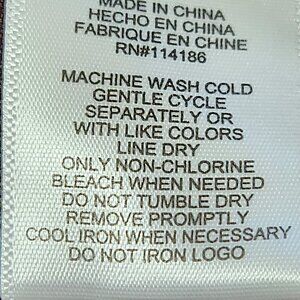 MADE IN CHINA
HECHO EN CHINA
FABRIQUE EN CHINE
RN#114186
MACHINE WASH COLD
GENTLE CYCLE
SEPARATELY OR
WITH LIKE COLORS
LINE DRY
ONLY NON-CHLORINE
BLEACH WHEN NEEDED
DO NOT TUMBLE DRY
REMOVE PROMPTLY
COOL IRON WHEN NECESSARY
DO NOT IRON LOGO